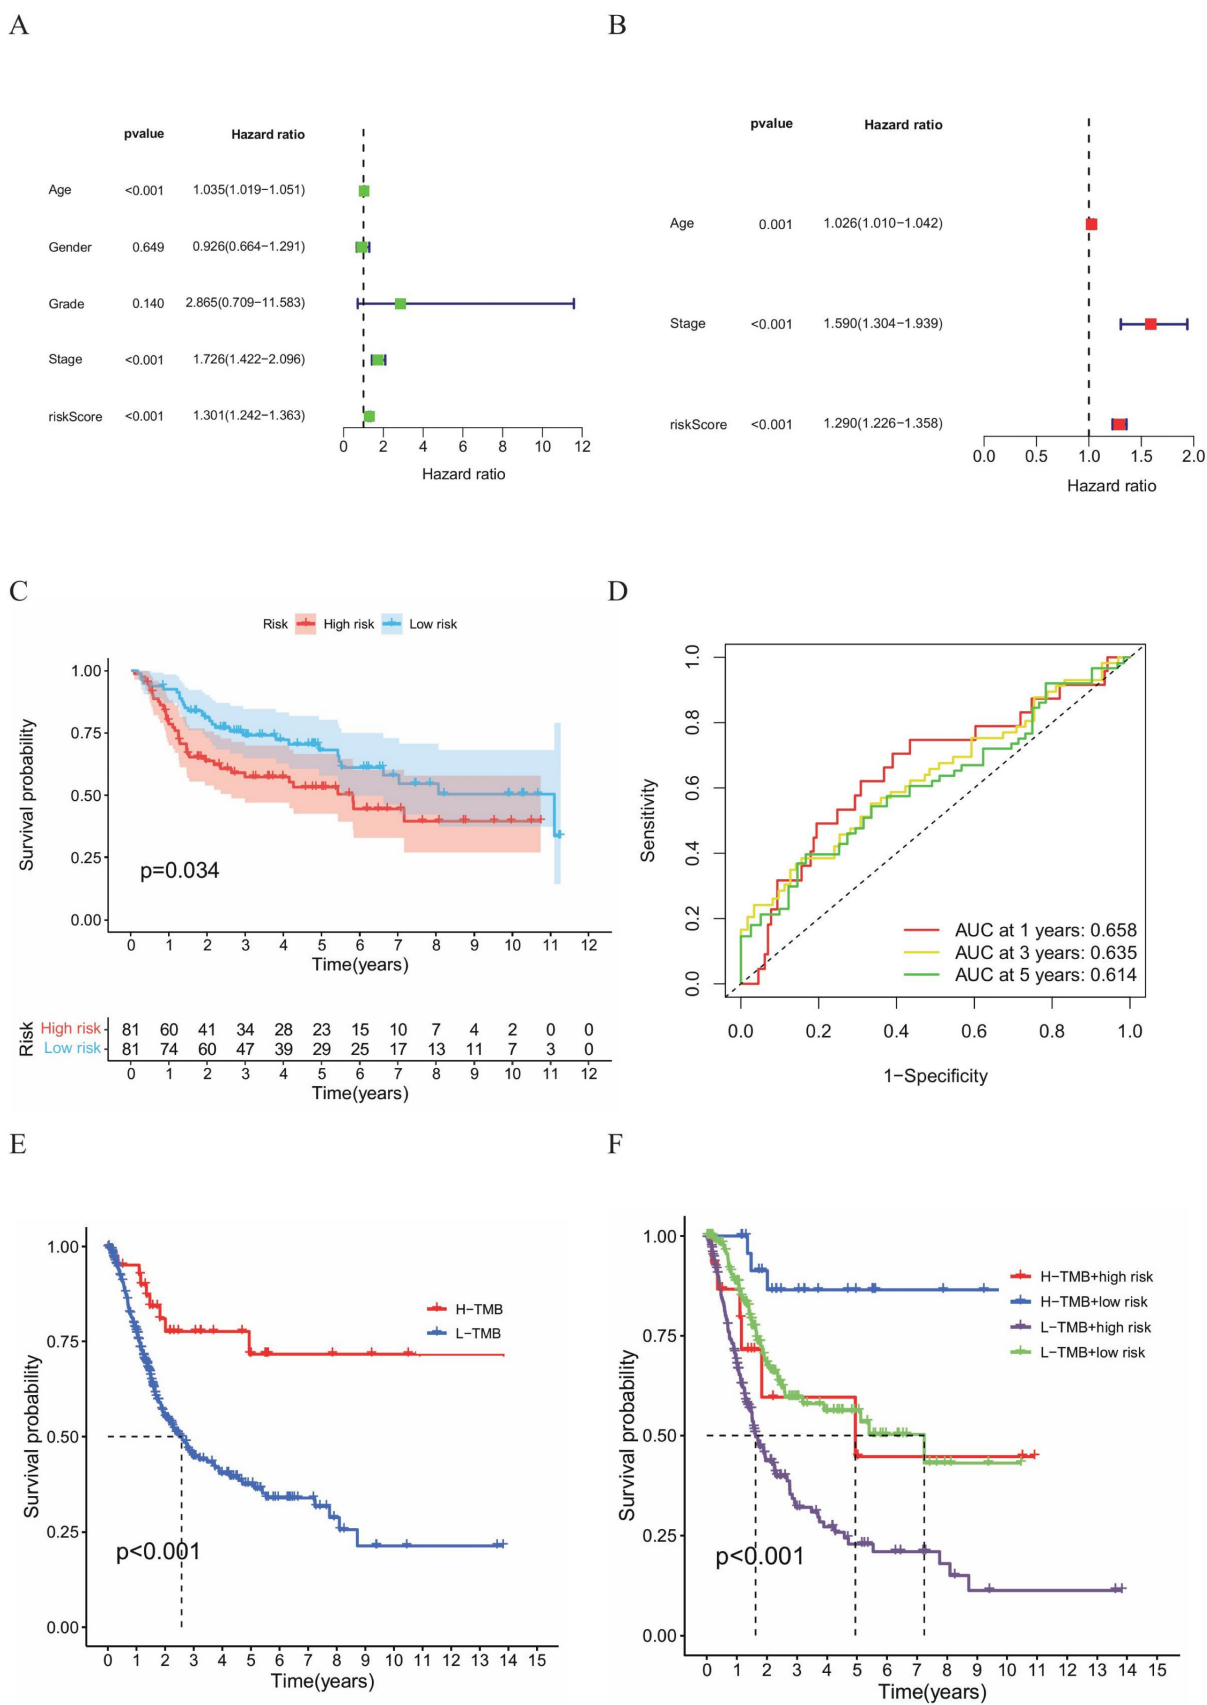 A
pvalue Hazard ratio
Age <0.001 1.035(1.019−1.051)
Gender 0.649 0.926(0.664−1.291)
Grade 0.140 2.865(0.709−11.583)
Stage <0.001 1.726(1.422−2.096)
riskScore <0.001 1.301(1.242−1.363)
0 2 4 6 8 10 12
Hazard ratio
B
pvalue Hazard ratio
Age 0.001 1.026(1.010−1.042)
Stage <0.001 1.590(1.304−1.939)
riskScore <0.001 1.290(1.226−1.358)
0.0 0.5 1.0 1.5 2.0
Hazard ratio
C
Risk High risk Low risk
Survival probability
1.00
0.75
0.50
0.25
0.00
p=0.034
0 1 2 3 4 5 6 7 8 9 10 11 12
Time(years)
Risk
High risk 81 60 41 34 28 23 15 10 7 4 2 0 0
Low risk 81 74 60 47 39 29 25 17 13 11 7 3 0
0 1 2 3 4 5 6 7 8 9 10 11 12
Time(years)
D
Sensitivity
1.0
0.8
0.6
0.4
0.2
0.0
AUC at 1 years: 0.658
AUC at 3 years: 0.635
AUC at 5 years: 0.614
0.0 0.2 0.4 0.6 0.8 1.0
1−Specificity
E
Survival probability
1.00
0.75
0.50
0.25
0.00
H−TMB
L−TMB
p<0.001
0 1 2 3 4 5 6 7 8 9 10 11 12 13 14 15
Time(years)
F
Survival probability
1.00
0.75
0.50
0.25
0.00
H−TMB+high risk
H−TMB+low risk
L−TMB+high risk
L−TMB+low risk
p<0.001
0 1 2 3 4 5 6 7 8 9 10 11 12 13 14 15
Time(years)